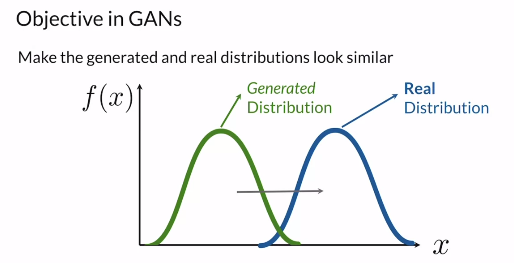 Objective in GANs
Make the generated and real distributions look similar
f(x)
Generated
Distribution
Real
Distribution
x